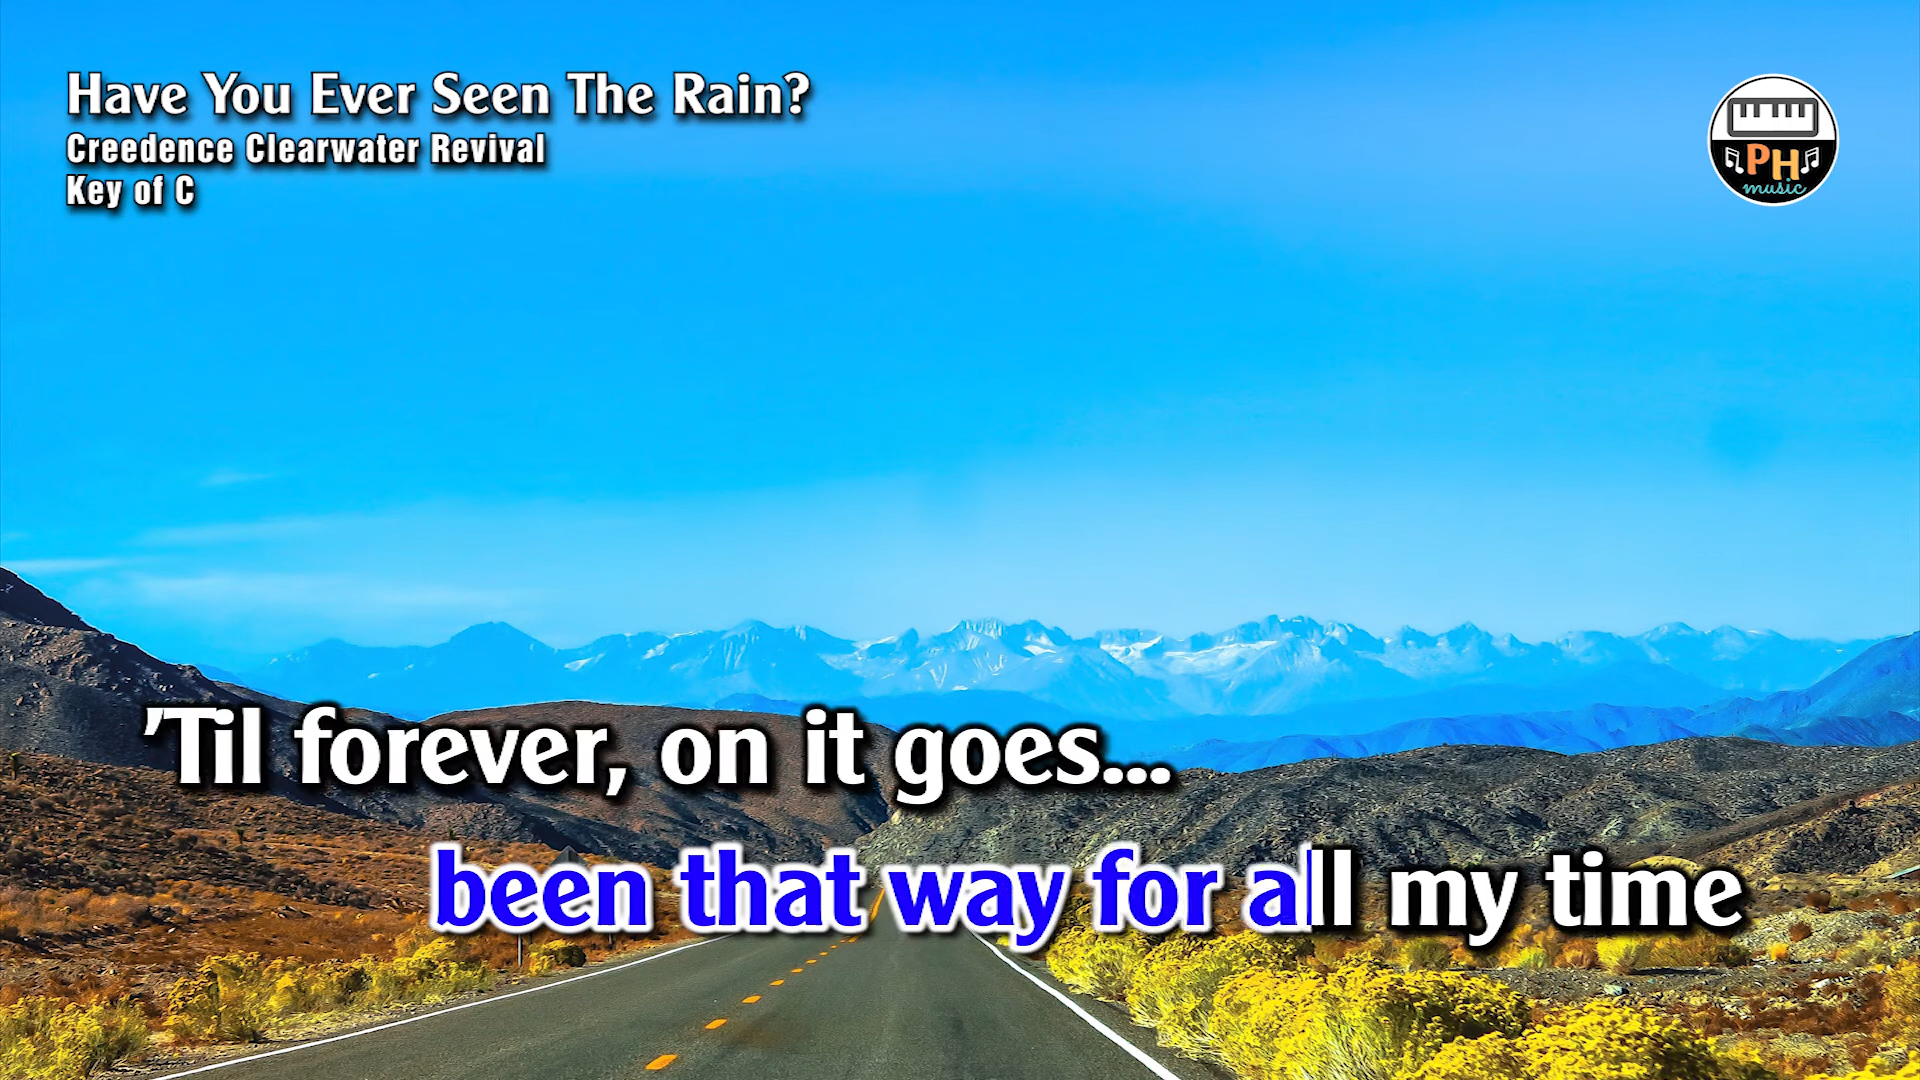 Have You Ever Seen The Rain?
Creedence Clearwater Revival
Key of C
PH
music
'Til forever, on it goes...
been that way for all my time